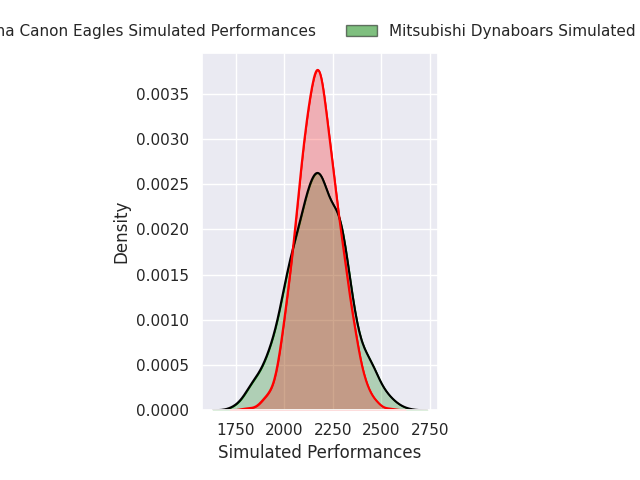 Canon Eagles Simulated Performances
Mitsubishi Dynaboars Simulated
0.0035
0.0030
0.0025
0.0020
0.0015
0.0010
0.0005
0.0000
Density
1750 2000 2250 2500 2750
Simulated Performances